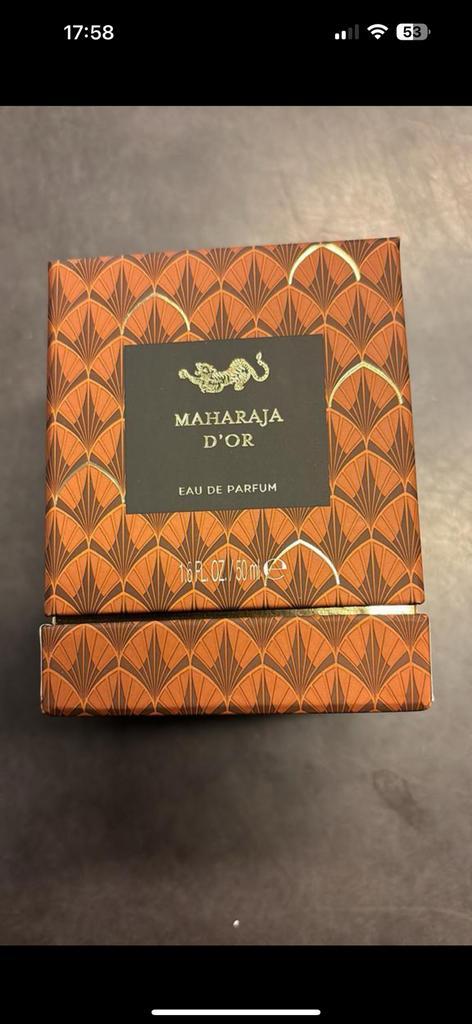 17:58
53
MAHARAJA
D'OR
EAU DE PARFUM
1.6 FL. OZ. / 50 ml e